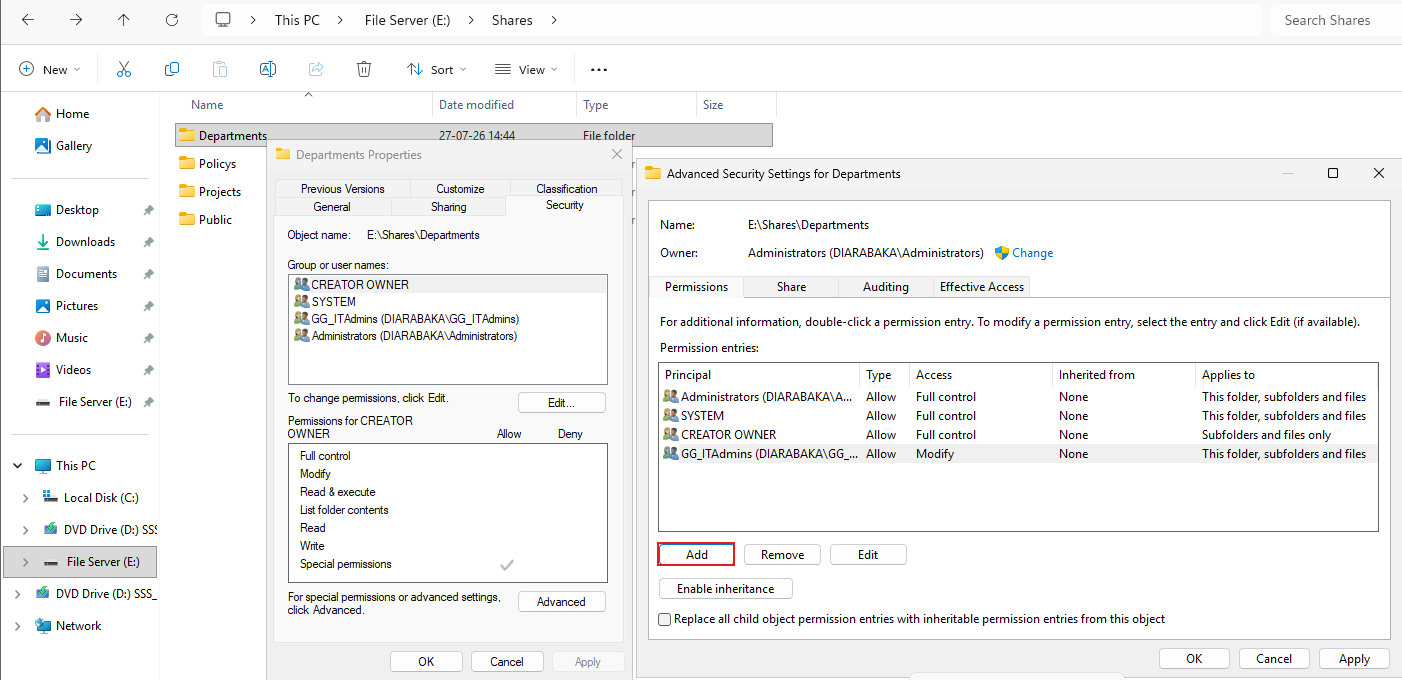 This PC > File Server (E:) > Shares >
Search Shares
New
Sort
View
Home
Gallery
Desktop
Downloads
Documents
Pictures
Music
Videos
File Server (E:)
This PC
Local Disk (C:)
DVD Drive (D:) SSS
File Server (E:)
DVD Drive (D:) SSS_
Network
Name Date modified Type Size
Departments 27-07-26 14:44 File folder
Policys
Projects
Public
Departments Properties
Previous Versions Customize Classification
General Sharing Security
Object name: E:\Shares\Departments
Group or user names:
CREATOR OWNER
SYSTEM
GG_ITAdmins (DIARABAKA\GG_ITAdmins)
Administrators (DIARABAKA\Administrators)
To change permissions, click Edit.
Edit...
Permissions for CREATOR
OWNER Allow Deny
Full control
Modify
Read & execute
List folder contents
Read
Write
Special permissions
For special permissions or advanced settings,
click Advanced.
Advanced
OK Cancel Apply
Advanced Security Settings for Departments
Name: E:\Shares\Departments
Owner: Administrators (DIARABAKA\Administrators) Change
Permissions Share Auditing Effective Access
For additional information, double-click a permission entry. To modify a permission entry, select the entry and click Edit (if available).
Permission entries:
Principal Type Access Inherited from Applies to
Administrators (DIARABAKA\A... Allow Full control None This folder, subfolders and files
SYSTEM Allow Full control None This folder, subfolders and files
CREATOR OWNER Allow Full control None Subfolders and files only
GG_ITAdmins (DIARABAKA\GG_... Allow Modify None This folder, subfolders and files
Add Remove Edit
Enable inheritance
Replace all child object permission entries with inheritable permission entries from this object
OK Cancel Apply